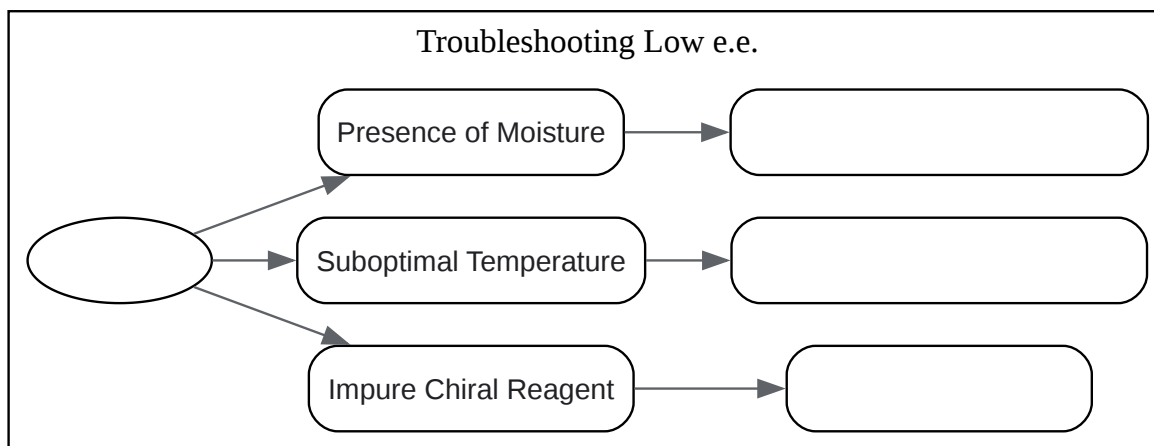 Troubleshooting Low e.e.
Presence of Moisture
Suboptimal Temperature
Impure Chiral Reagent